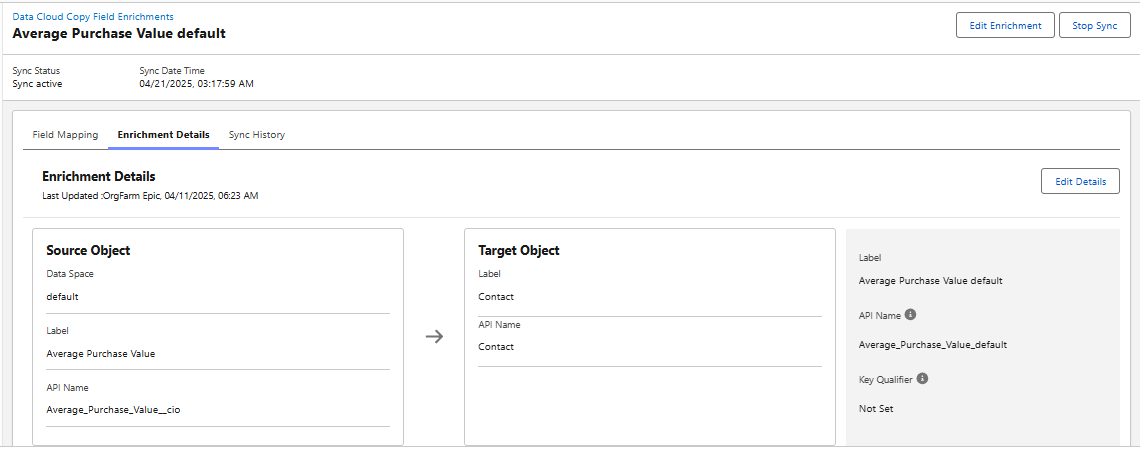 Data Cloud Copy Field Enrichments
Average Purchase Value default
Edit Enrichment
Stop Sync
Sync Status
Sync active
Sync Date Time
04/21/2025, 03:17:59 AM
Field Mapping
Enrichment Details
Sync History
Enrichment Details
Last Updated :OrgFarm Epic, 04/11/2025, 06:23 AM
Edit Details
Source Object
Data Space
default
Label
Average Purchase Value
API Name
Average_Purchase_Value__cio
Target Object
Label
Contact
API Name
Contact
Label
Average Purchase Value default
API Name
Average_Purchase_Value_default
Key Qualifier
Not Set